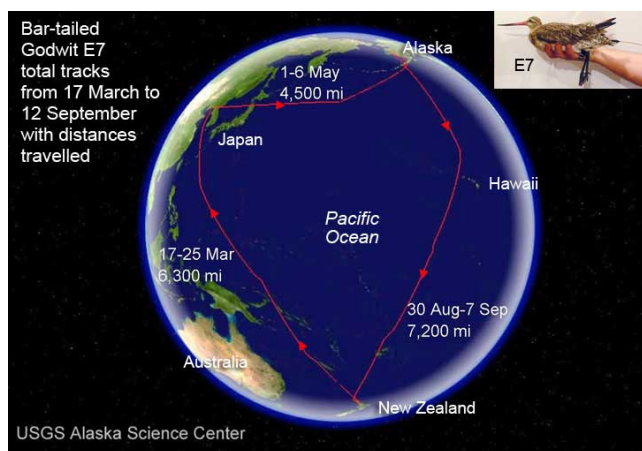 Bar-tailed
Godwit E7
total tracks
from 17 March to
12 September
with distances
travelled
Alaska
E7
1-6 May
4,500 mi
Japan
Hawaii
Pacific
Ocean
17-25 Mar
6,300 mi
30 Aug-7 Sep
7,200 mi
Australia
New Zealand
USGS Alaska Science Center